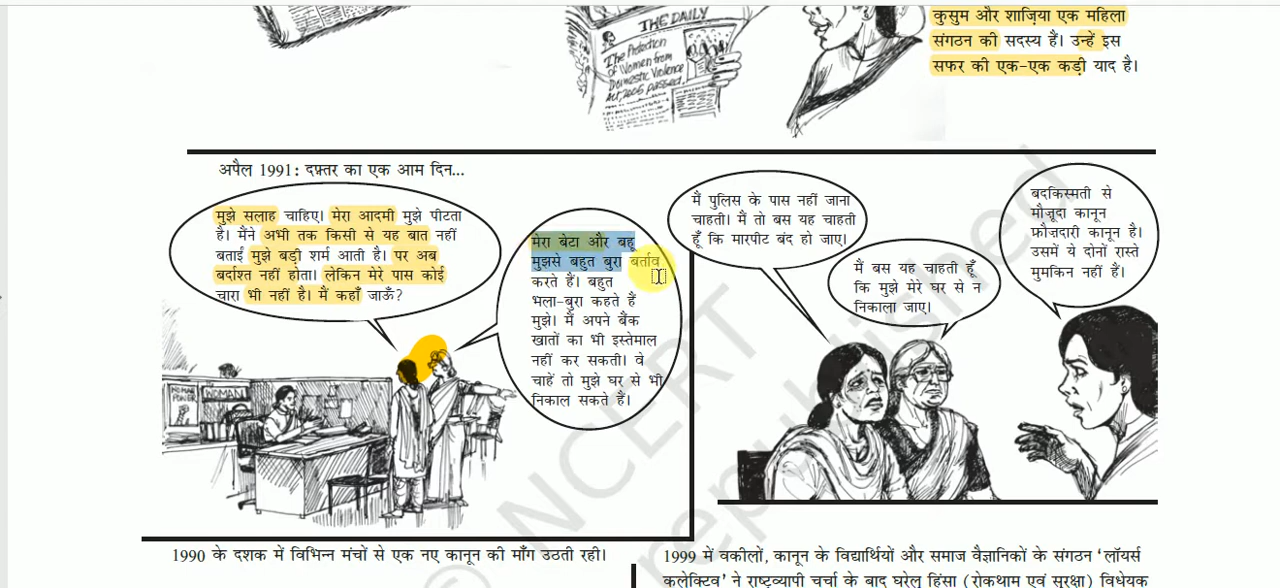 THE DAILY
The Protection
of Women from
Domestic Violence
Act, 2005 passed
कुसुम और शाज़िया एक महिला
संगठन की सदस्य हैं। उन्हें इस
सफर की एक-एक कड़ी याद है।
अपैल 1991: दफ़्तर का एक आम दिन...
मुझे सलाह चाहिए। मेरा आदमी मुझे पीटता
है। मैंने अभी तक किसी से यह बात नहीं
बताईं मुझे बड़ी शर्म आती है। पर अब
बर्दाश्त नहीं होता। लेकिन मेरे पास कोई
चारा भी नहीं है। मैं कहाँ जाऊँ?
मेरा बेटा और बहू
मुझसे बहुत बुरा बर्ताव
करते हैं। बहुत
भला-बुरा कहते हैं
मुझे। मैं अपने बैंक
खातों का भी इस्तेमाल
नहीं कर सकती। वे
चाहें तो मुझे घर से भी
निकाल सकते हैं।
मैं पुलिस के पास नहीं जाना
चाहती। मैं तो बस यह चाहती
हूँ कि मारपीट बंद हो जाए।
मैं बस यह चाहती हूँ
कि मुझे मेरे घर से न
निकाला जाए।
बदकिस्मती से
मौजूदा कानून
फ़ौजदारी कानून है।
उसमें ये दोनों रास्ते
मुमकिन नहीं हैं।
WOMAN
POWER
WOMAN
© NCERT
republished
1990 के दशक में विभिन्न मंचों से एक नए कानून की माँग उठती रही।
1999 में वकीलों, कानून के विद्यार्थियों और समाज वैज्ञानिकों के संगठन ‘लॉयर्स
कलेक्टिव’ ने राष्ट्रव्यापी चर्चा के बाद घरेलू हिंसा (रोकथाम एवं सुरक्षा) विधेयक